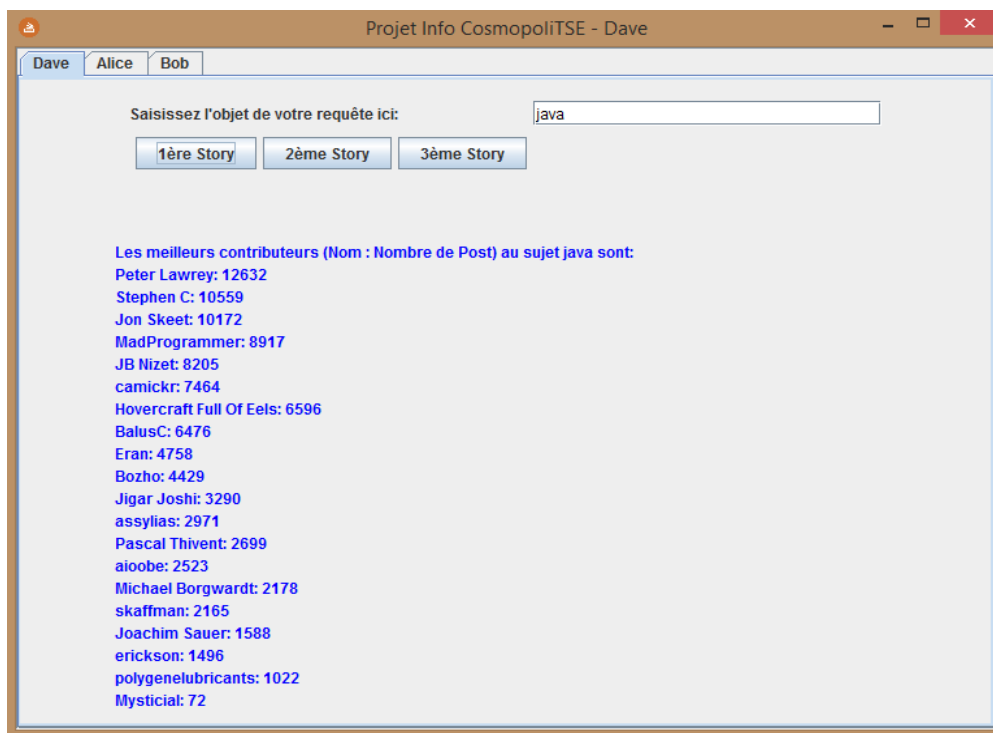 Projet Info CosmopoliTSE - Dave
Dave Alice Bob
Saisissez l'objet de votre requête ici: java
1ère Story 2ème Story 3ème Story
Les meilleurs contributeurs (Nom : Nombre de Post) au sujet java sont:
Peter Lawrey: 12632
Stephen C: 10559
Jon Skeet: 10172
MadProgrammer: 8917
JB Nizet: 8205
camickr: 7464
Hovercraft Full Of Eels: 6596
BalusC: 6476
Eran: 4758
Bozho: 4429
Jigar Joshi: 3290
assylias: 2971
Pascal Thivent: 2699
aioobe: 2523
Michael Borgwardt: 2178
skaffman: 2165
Joachim Sauer: 1588
erickson: 1496
polygenelubricants: 1022
Mysticial: 72